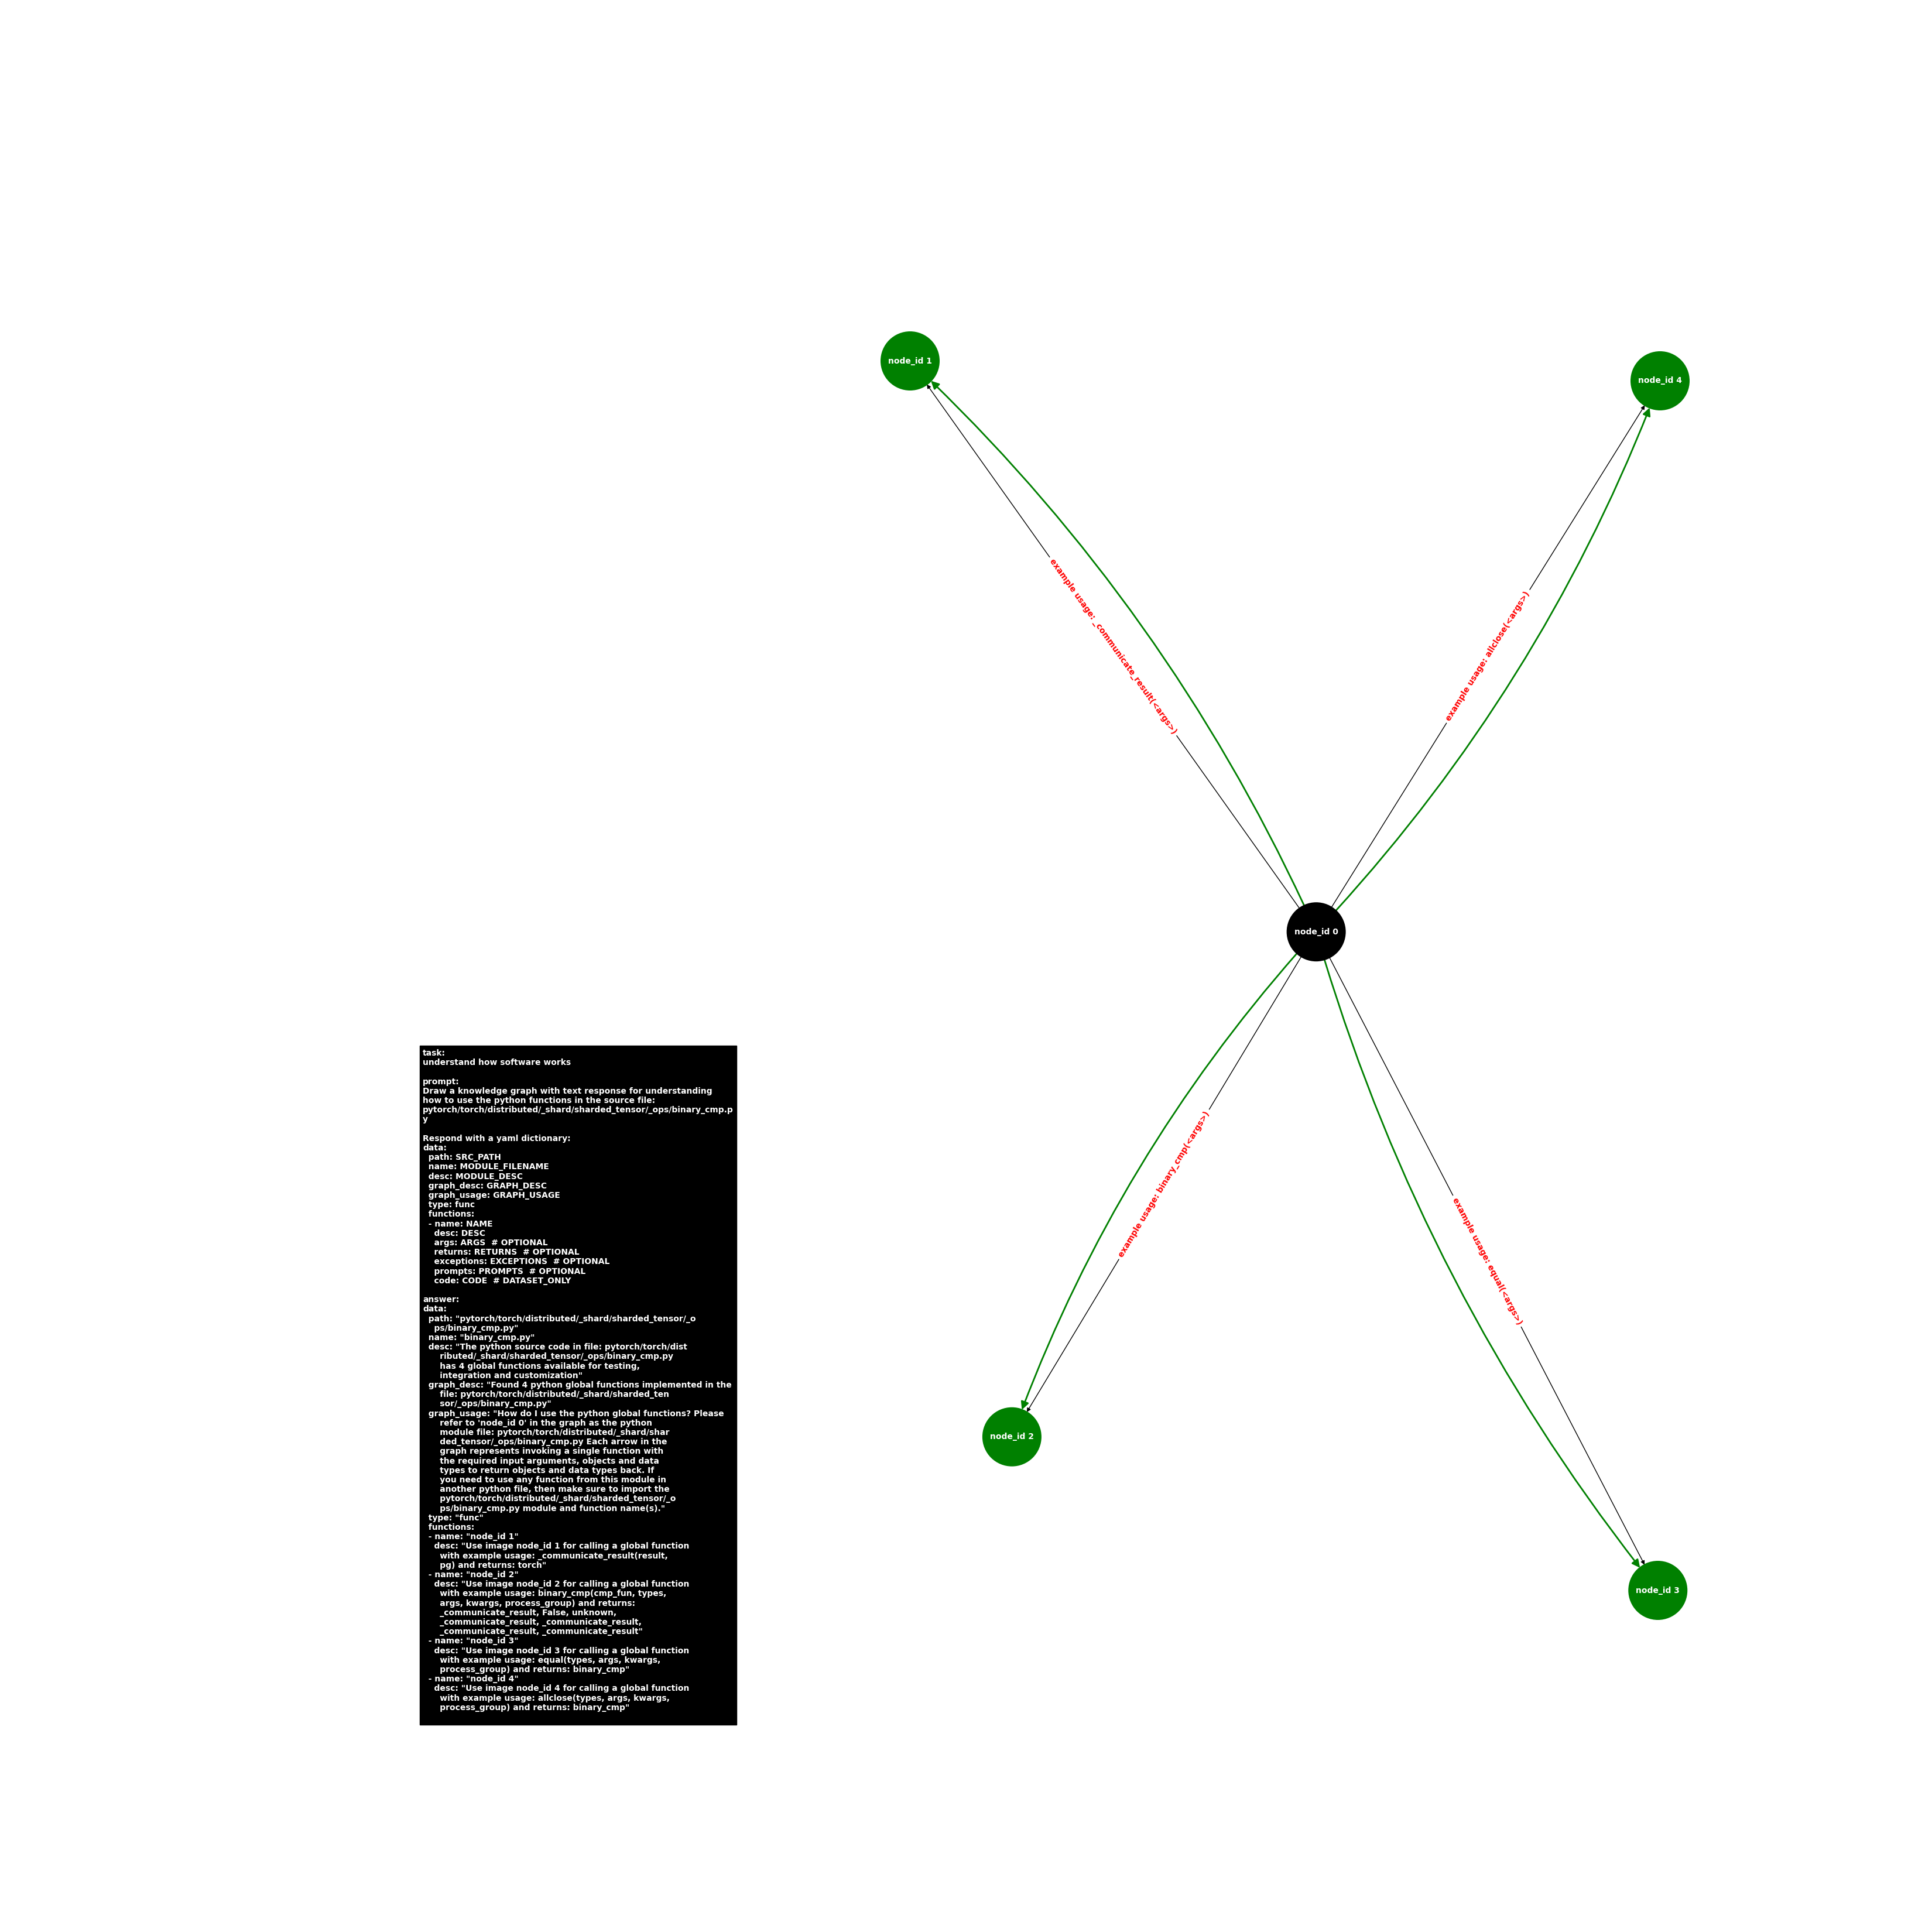 node_id 1
node_id 4
example usage: _communicate_result(<args>)
example usage: allclose(<args>)
node_id 0
example usage: binary_cmp(<args>)
example usage: equal(<args>)
node_id 2
node_id 3
task:
understand how software works

prompt:
Draw a knowledge graph with text response for understanding
how to use the python functions in the source file:
pytorch/torch/distributed/_shard/sharded_tensor/_ops/binary_cmp.p
y

Respond with a yaml dictionary:
data:
  path: SRC_PATH
  name: MODULE_FILENAME
  desc: MODULE_DESC
  graph_desc: GRAPH_DESC
  graph_usage: GRAPH_USAGE
  type: func
  functions:
  - name: NAME
    desc: DESC
    args: ARGS  # OPTIONAL
    returns: RETURNS  # OPTIONAL
    exceptions: EXCEPTIONS  # OPTIONAL
    prompts: PROMPTS  # OPTIONAL
    code: CODE  # DATASET_ONLY

answer:
data:
  path: "pytorch/torch/distributed/_shard/sharded_tensor/_o
    ps/binary_cmp.py"
  name: "binary_cmp.py"
  desc: "The python source code in file: pytorch/torch/dist
      ributed/_shard/sharded_tensor/_ops/binary_cmp.py
      has 4 global functions available for testing,
      integration and customization"
  graph_desc: "Found 4 python global functions implemented in the
      file: pytorch/torch/distributed/_shard/sharded_ten
      sor/_ops/binary_cmp.py"
  graph_usage: "How do I use the python global functions? Please
      refer to 'node_id 0' in the graph as the python
      module file: pytorch/torch/distributed/_shard/shar
      ded_tensor/_ops/binary_cmp.py Each arrow in the
      graph represents invoking a single function with
      the required input arguments, objects and data
      types to return objects and data types back. If
      you need to use any function from this module in
      another python file, then make sure to import the
      pytorch/torch/distributed/_shard/sharded_tensor/_o
      ps/binary_cmp.py module and function name(s)."
  type: "func"
  functions:
  - name: "node_id 1"
    desc: "Use image node_id 1 for calling a global function
      with example usage: _communicate_result(result,
      pg) and returns: torch"
  - name: "node_id 2"
    desc: "Use image node_id 2 for calling a global function
      with example usage: binary_cmp(cmp_fun, types,
      args, kwargs, process_group) and returns:
      _communicate_result, False, unknown,
      _communicate_result, _communicate_result,
      _communicate_result, _communicate_result"
  - name: "node_id 3"
    desc: "Use image node_id 3 for calling a global function
      with example usage: equal(types, args, kwargs,
      process_group) and returns: binary_cmp"
  - name: "node_id 4"
    desc: "Use image node_id 4 for calling a global function
      with example usage: allclose(types, args, kwargs,
      process_group) and returns: binary_cmp"